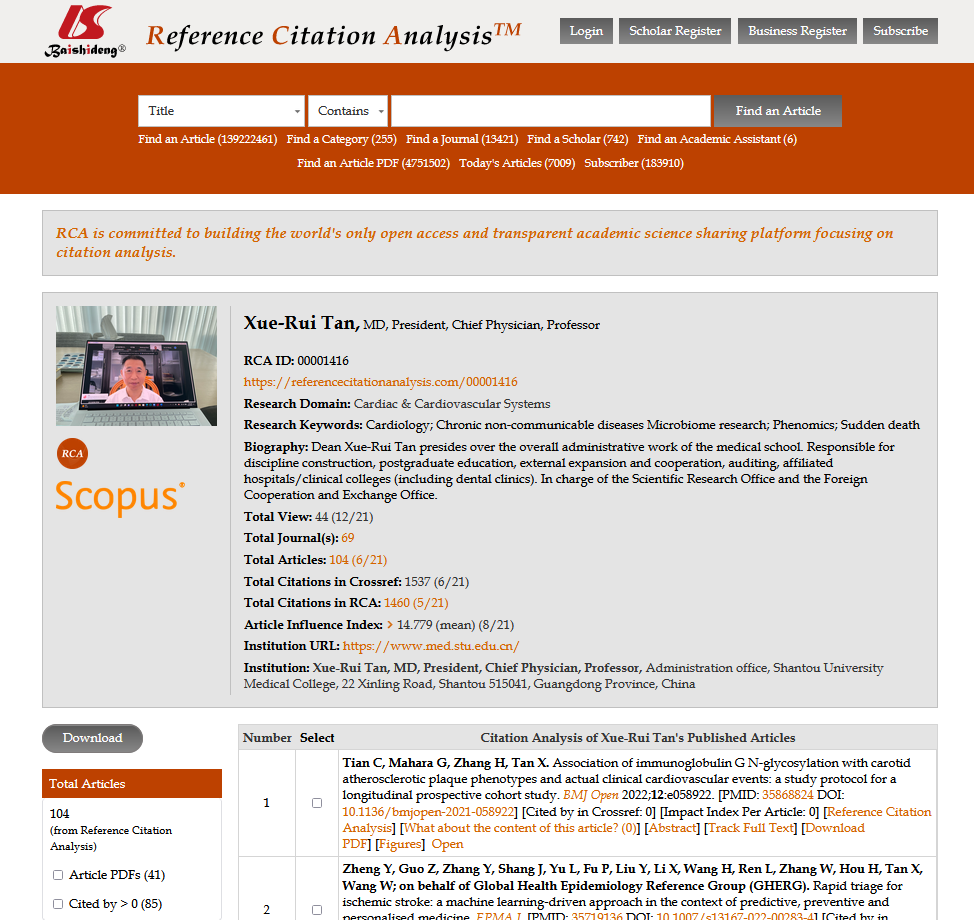 Baishideng®
Reference Citation Analysis™
Login
Scholar Register
Business Register
Subscribe
Title
Contains
Find an Article
Find an Article (139222461) Find a Category (255) Find a Journal (13421) Find a Scholar (742) Find an Academic Assistant (6)
Find an Article PDF (4751502) Today's Articles (7009) Subscriber (183910)
RCA is committed to building the world's only open access and transparent academic science sharing platform focusing on
citation analysis.
RCA
Scopus®
Xue-Rui Tan, MD, President, Chief Physician, Professor
RCA ID: 00001416
https://referencecitationanalysis.com/00001416
Research Domain: Cardiac & Cardiovascular Systems
Research Keywords: Cardiology; Chronic non-communicable diseases Microbiome research; Phenomics; Sudden death
Biography: Dean Xue-Rui Tan presides over the overall administrative work of the medical school. Responsible for
discipline construction, postgraduate education, external expansion and cooperation, auditing, affiliated
hospitals/clinical colleges (including dental clinics). In charge of the Scientific Research Office and the Foreign
Cooperation and Exchange Office.
Total View: 44 (12/21)
Total Journal(s): 69
Total Articles: 104 (6/21)
Total Citations in Crossref: 1537 (6/21)
Total Citations in RCA: 1460 (5/21)
Article Influence Index: > 14.779 (mean) (8/21)
Institution URL: https://www.med.stu.edu.cn/
Institution: Xue-Rui Tan, MD, President, Chief Physician, Professor, Administration office, Shantou University
Medical College, 22 Xinling Road, Shantou 515041, Guangdong Province, China
Download
Total Articles
104
(from Reference Citation
Analysis)
Article PDFs (41)
Cited by > 0 (85)
Number Select Citation Analysis of Xue-Rui Tan's Published Articles
1
Tian C, Mahara G, Zhang H, Tan X. Association of immunoglobulin G N-glycosylation with carotid
atherosclerotic plaque phenotypes and actual clinical cardiovascular events: a study protocol for a
longitudinal prospective cohort study. BMJ Open 2022;12:e058922. [PMID: 35868824 DOI:
10.1136/bmjopen-2021-058922] [Cited by in Crossref: 0] [Impact Index Per Article: 0] [Reference Citation
Analysis] [What about the content of this article? (0)] [Abstract] [Track Full Text] [Download
PDF] [Figures] Open
2
Zheng Y, Guo Z, Zhang Y, Shang J, Yu L, Fu P, Liu Y, Li X, Wang H, Ren L, Zhang W, Hou H, Tan X,
Wang W; on behalf of Global Health Epidemiology Reference Group (GHERG). Rapid triage for
ischemic stroke: a machine learning-driven approach in the context of predictive, preventive and
personalised medicine. EPMA J. [PMID: 35719136 DOI: 10.1007/s13167-022-00283-4] [Cited by in